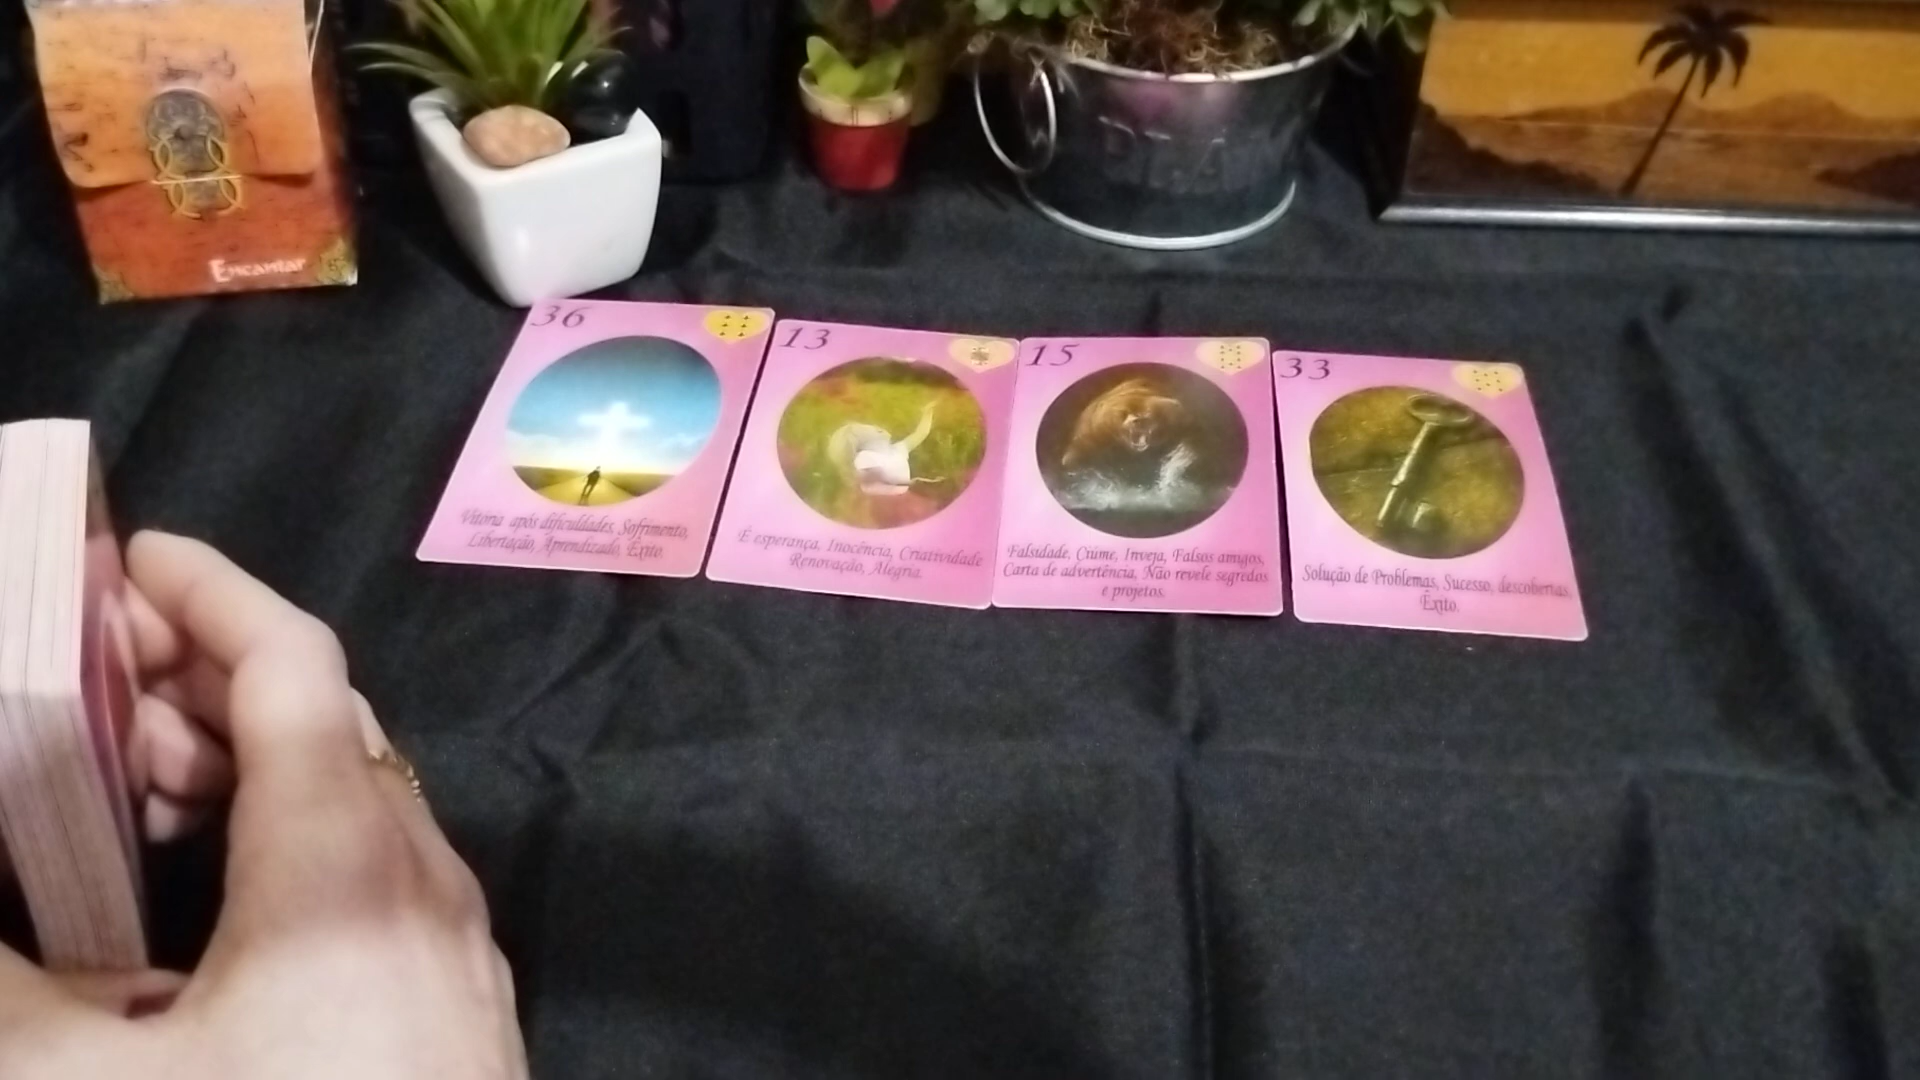 Encantar
36
Vitória após dificuldades, Sofrimento,
Libertação, Aprendizado, Êxito.
13
É esperança, Inocência, Criatividade
Renovação, Alegria.
15
Falsidade, Ciúme, Inveja, Falsos amigos,
Carta de advertência, Não revele segredos
e projetos.
33
Solução de Problemas, Sucesso, descobertas,
Êxito.